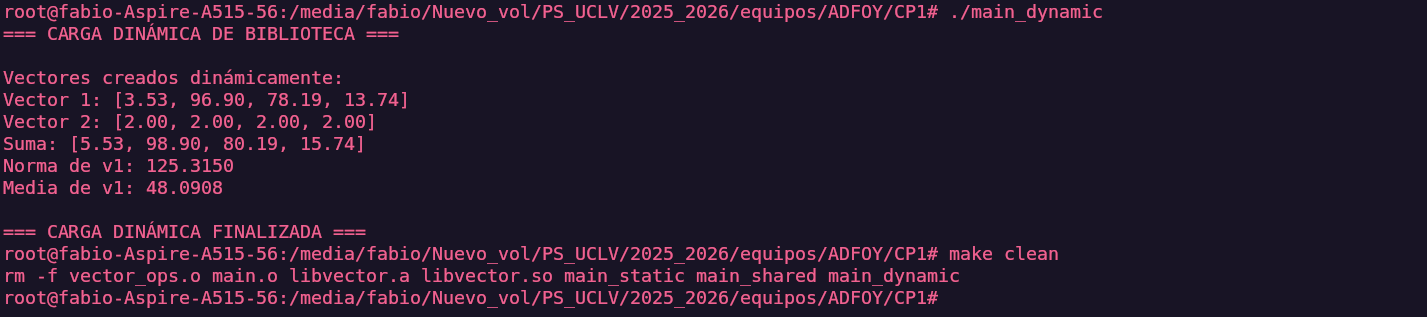 root@fabio-Aspire-A515-56:/media/fabio/Nuevo_vol/PS_UCLV/2025_2026/equipos/ADFOY/CP1# ./main_dynamic
=== CARGA DINÁMICA DE BIBLIOTECA ===
Vectores creados dinámicamente:
Vector 1: [3.53, 96.90, 78.19, 13.74]
Vector 2: [2.00, 2.00, 2.00, 2.00]
Suma: [5.53, 98.90, 80.19, 15.74]
Norma de v1: 125.3150
Media de v1: 48.0908
=== CARGA DINÁMICA FINALIZADA ===
root@fabio-Aspire-A515-56:/media/fabio/Nuevo_vol/PS_UCLV/2025_2026/equipos/ADFOY/CP1# make clean
rm -f vector_ops.o main.o libvector.a libvector.so main_static main_shared main_dynamic
root@fabio-Aspire-A515-56:/media/fabio/Nuevo_vol/PS_UCLV/2025_2026/equipos/ADFOY/CP1#